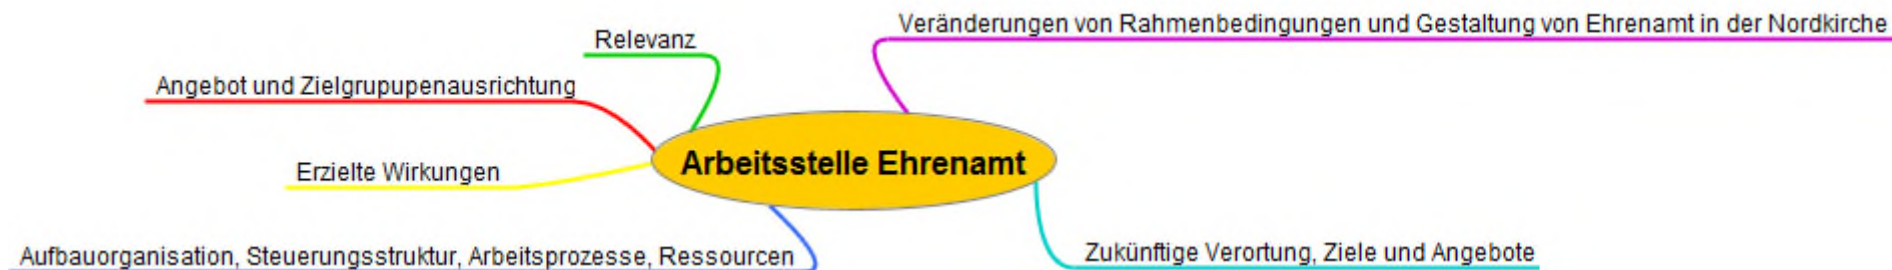 Veränderungen von Rahmenbedingungen und Gestaltung von Ehrenamt in der Nordkirche
Relevanz
Angebot und Zielgrupupenausrichtung
Arbeitsstelle Ehrenamt
Erzielte Wirkungen
Aufbauorganisation, Steuerungsstruktur, Arbeitsprozesse, Ressourcen
Zukünftige Verortung, Ziele und Angebote